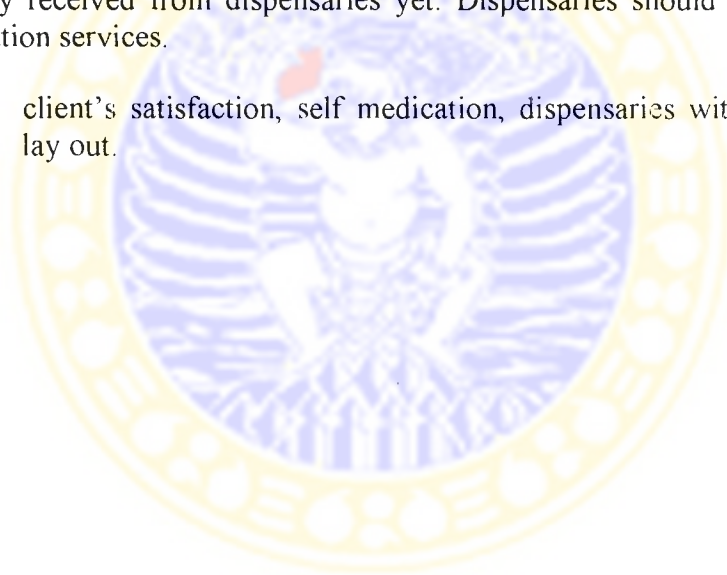 y received from dispensaries yet. Dispensaries should
tion services.
client's satisfaction, self medication, dispensaries wit
lay out.